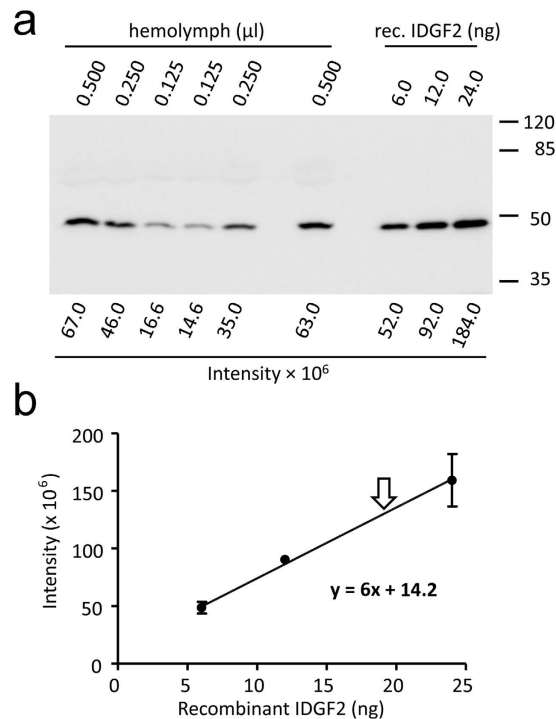 a
hemolymph (µl)
rec. IDGF2 (ng)
0.500 0.250 0.125 0.125 0.250 0.500 6.0 12.0 24.0
120
85
50
35
67.0 46.0 16.6 14.6 35.0 63.0 52.0 92.0 184.0
Intensity × 10⁶
b
Intensity (x 10⁶)
200
150
100
50
0
y = 6x + 14.2
0 5 10 15 20 25
Recombinant IDGF2 (ng)